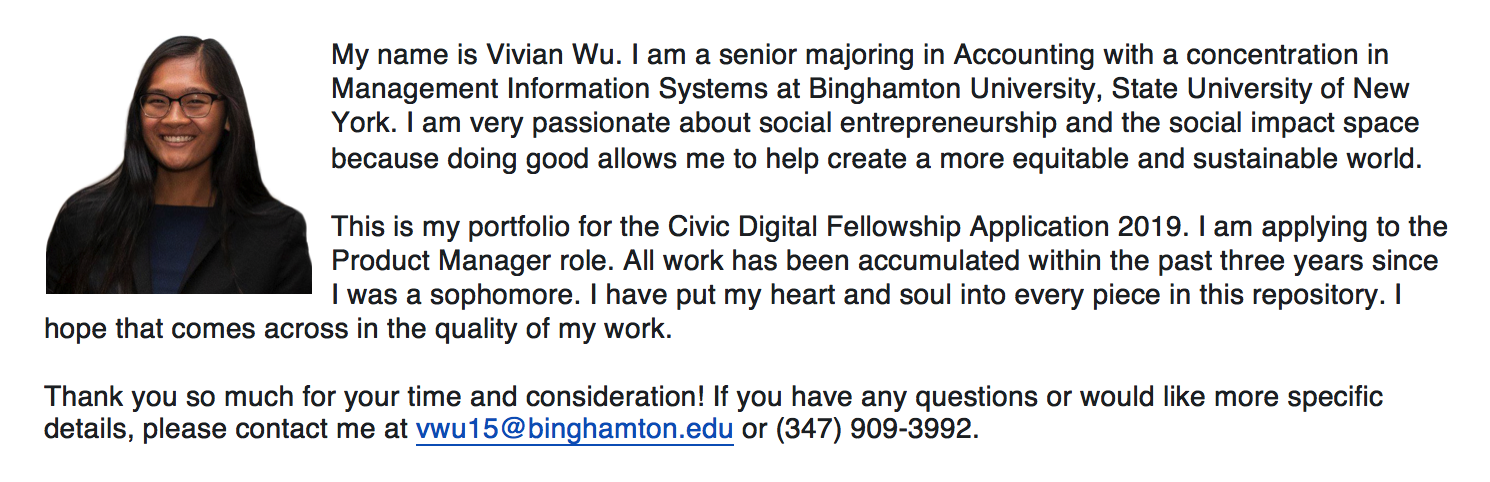 My name is Vivian Wu. I am a senior majoring in Accounting with a concentration in
Management Information Systems at Binghamton University, State University of New
York. I am very passionate about social entrepreneurship and the social impact space
because doing good allows me to help create a more equitable and sustainable world.
This is my portfolio for the Civic Digital Fellowship Application 2019. I am applying to the
Product Manager role. All work has been accumulated within the past three years since
I was a sophomore. I have put my heart and soul into every piece in this repository. I
hope that comes across in the quality of my work.
Thank you so much for your time and consideration! If you have any questions or would like more specific
details, please contact me at vwu15@binghamton.edu or (347) 909-3992.